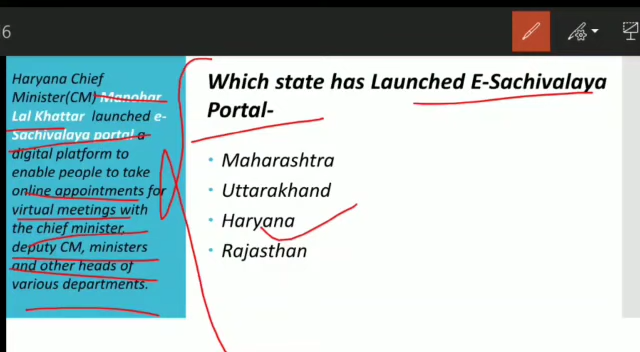 6
Haryana Chief
Minister(CM) Manohar
Lal Khattar launched e-
Sachivalaya portal a
digital platform to
enable people to take
online appointments for
virtual meetings with
the chief minister,
deputy CM, ministers
and other heads of
various departments.
Which state has Launched E-Sachivalaya
Portal-
• Maharashtra
• Uttarakhand
• Haryana
• Rajasthan